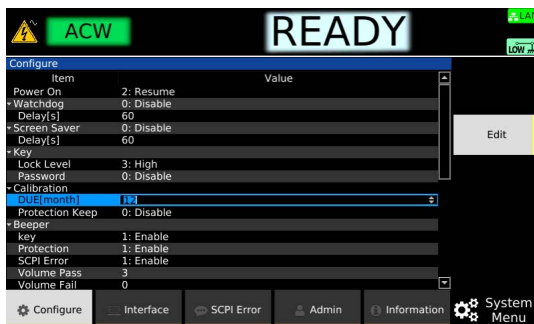 ACW
READY
LAN
LOW
Configure
Item Value
Power On 2: Resume
Watchdog 0: Disable
Delay[s] 60
Screen Saver 0: Disable
Delay[s] 60
Key
Lock Level 3: High
Password 0: Disable
Calibration
DUE[month] 12
Protection Keep 0: Disable
Beeper
key 1: Enable
Protection 1: Enable
SCPI Error 1: Enable
Volume Pass 3
Volume Fail 0
Edit
Configure Interface SCPI Error Admin Information System Menu